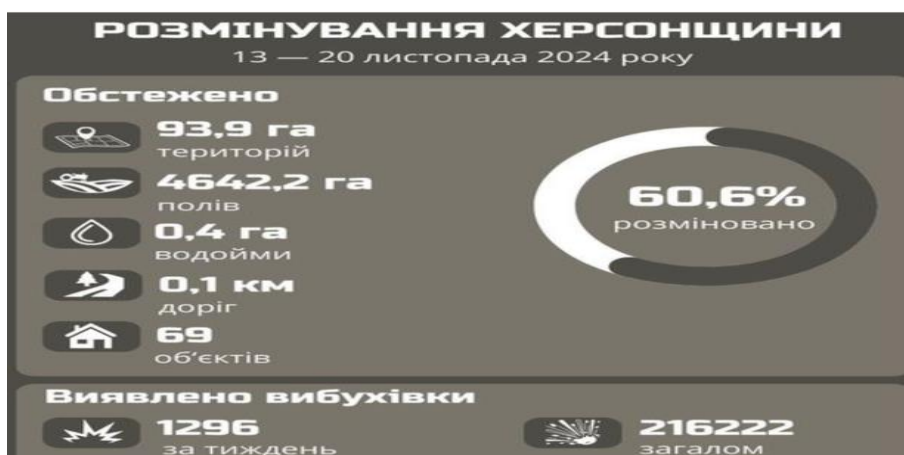 РОЗМІНУВАННЯ ХЕРСОНЩИНИ
13 — 20 листопада 2024 року
Обстежено
93,9 га
територій
4642,2 га
полів
0,4 га
водойми
0,1 км
доріг
69
об‘єктів
60,6%
розміновано
Виявлено вибухівки
1296
за тиждень
216222
загалом